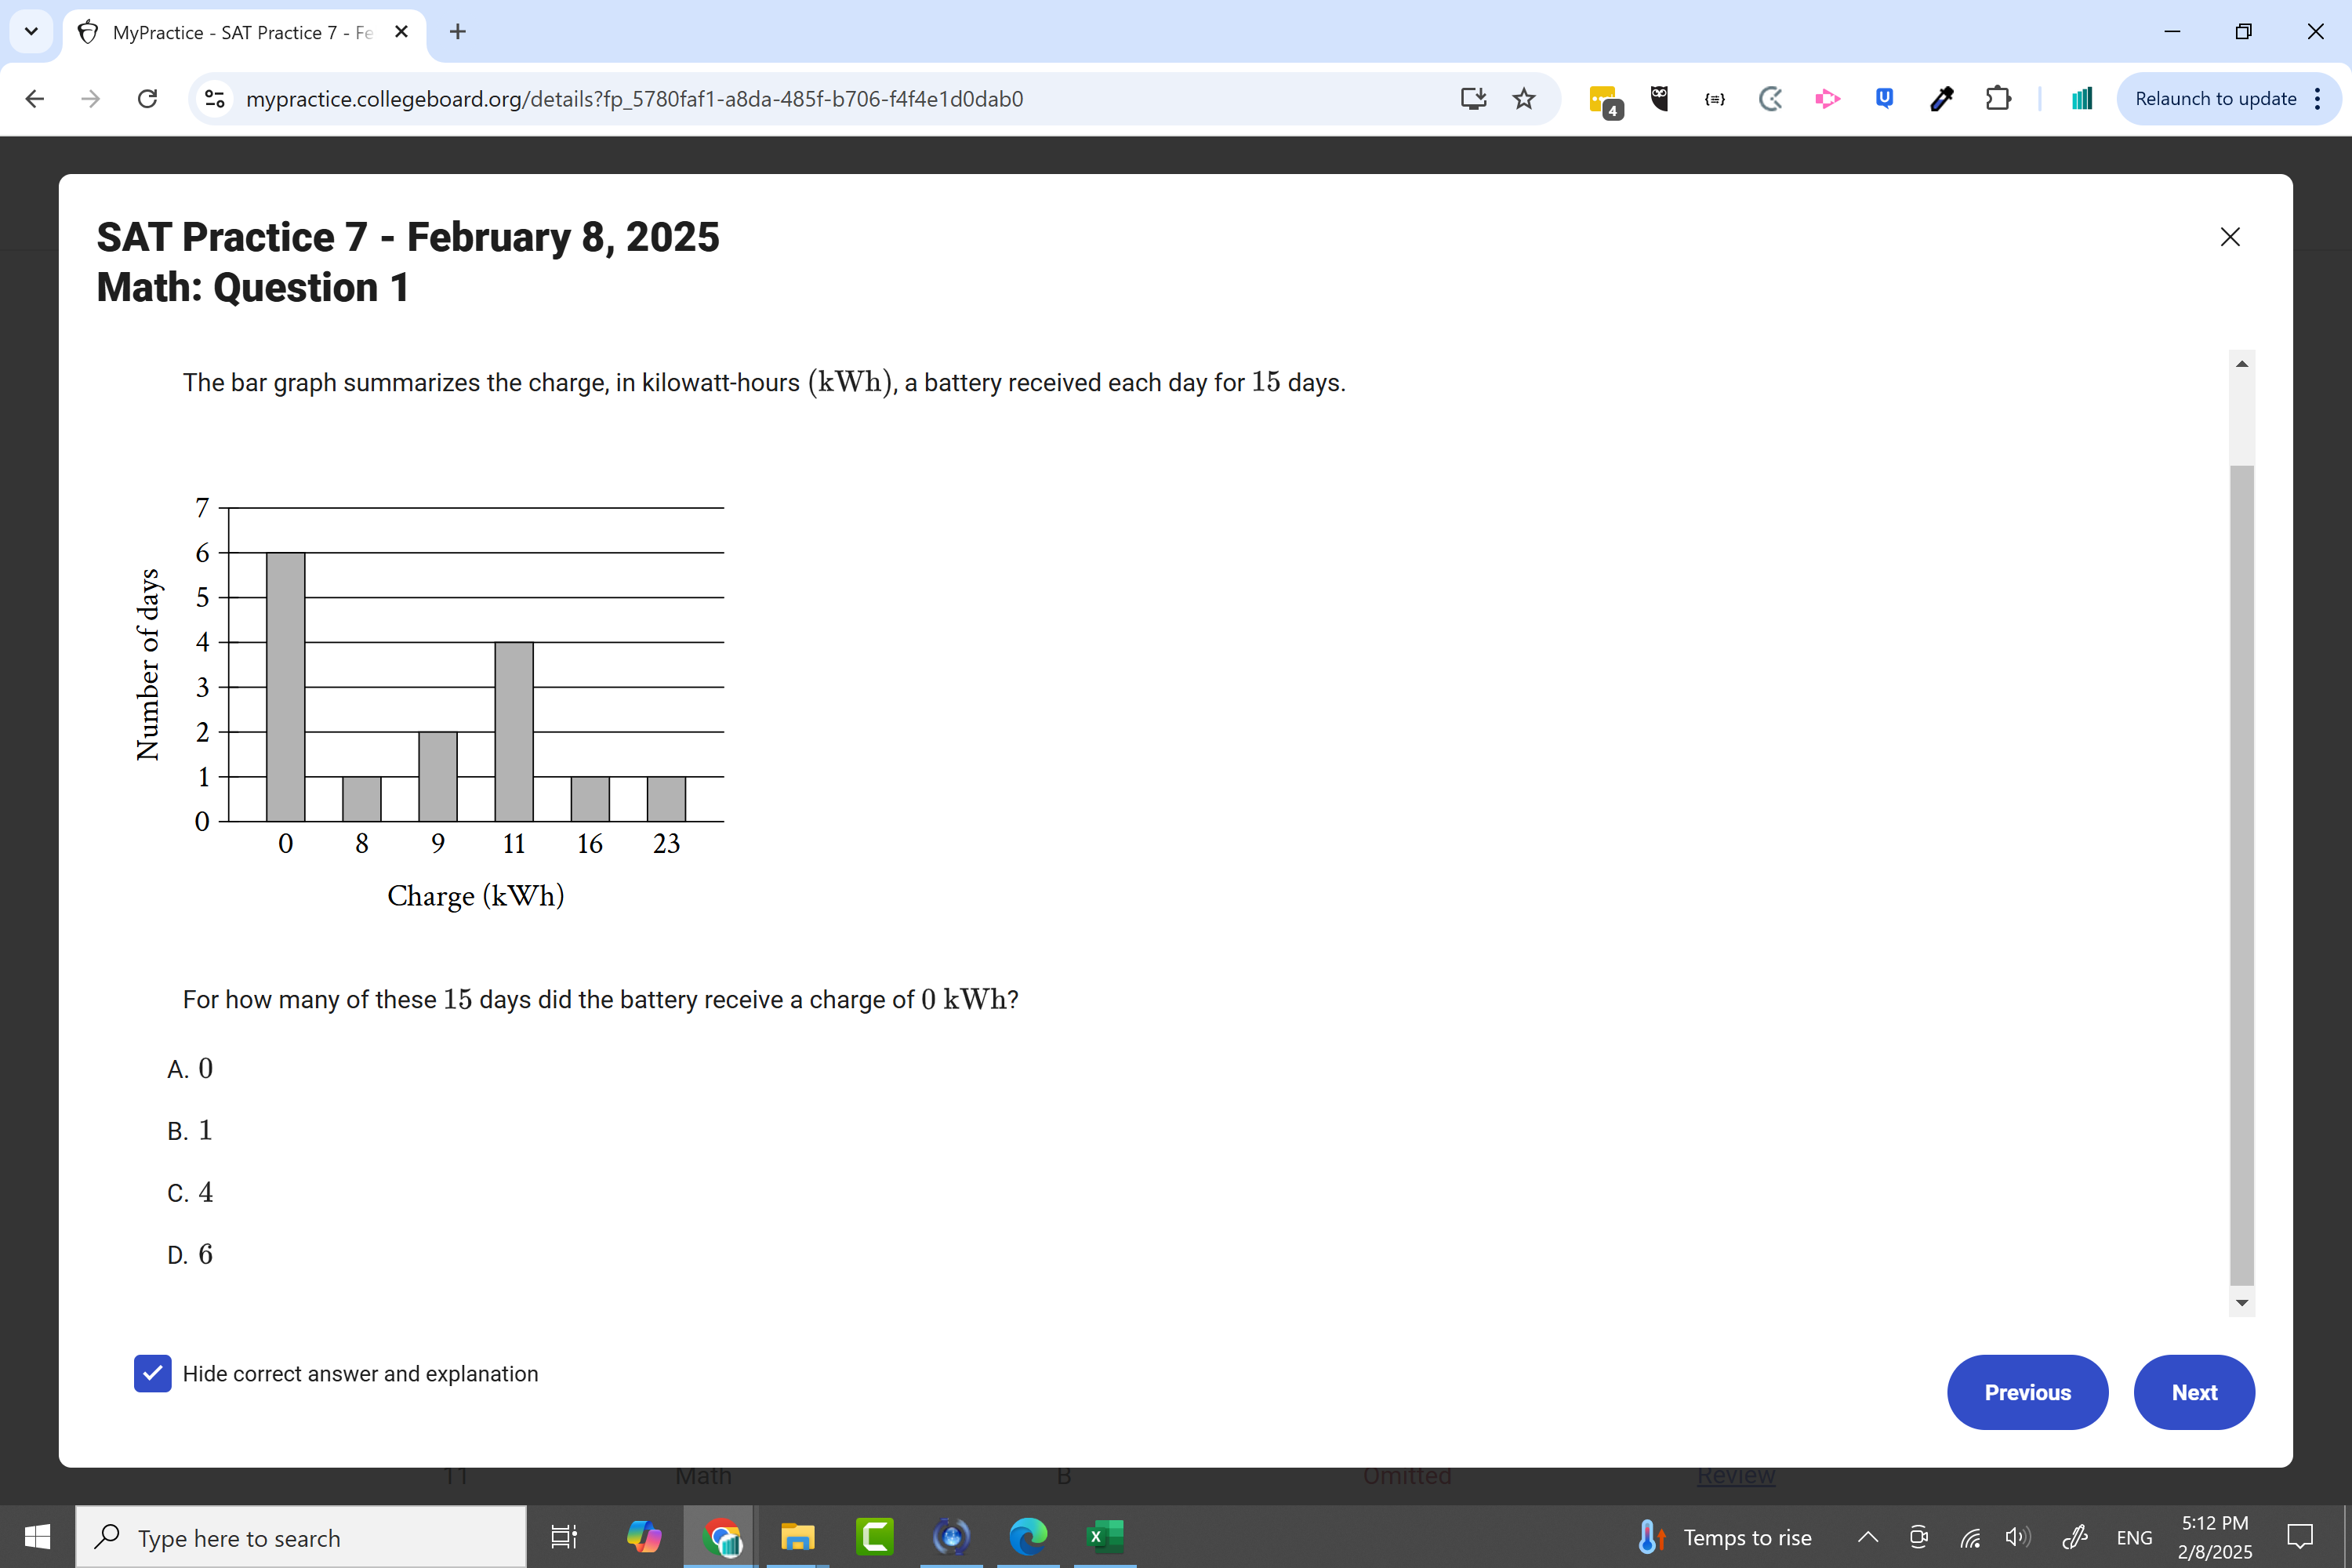 MyPractice - SAT Practice 7 - Fe
mypractice.collegeboard.org/details?fp_5780faf1-a8da-485f-b706-f4f4e1d0dab0
4
Relaunch to update
SAT Practice 7 - February 8, 2025
Math: Question 1
The bar graph summarizes the charge, in kilowatt-hours (kWh), a battery received each day for 15 days.
Number of days
7
6
5
4
3
2
1
0
0 8 9 11 16 23
Charge (kWh)
For how many of these 15 days did the battery receive a charge of 0 kWh?
A. 0
B. 1
C. 4
D. 6
Hide correct answer and explanation
Previous
Next
11 Math B Omitted Review
Type here to search
Temps to rise
ENG
5:12 PM
2/8/2025